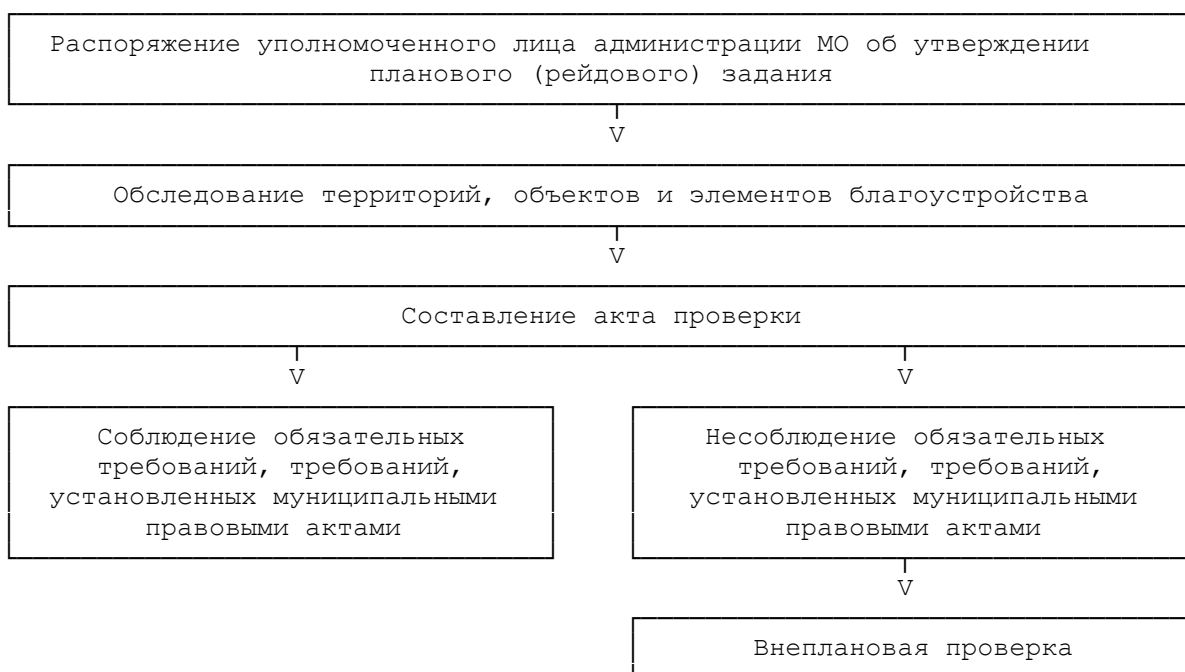 Распоряжение уполномоченного лица администрации МО об утверждении
планового (рейдового) задания
V
Обследование территорий, объектов и элементов благоустройства
V
Составление акта проверки
V V
Соблюдение обязательных
требований, требований,
установленных муниципальными
правовыми актами
Несоблюдение обязательных
требований, требований,
установленных муниципальными
правовыми актами
V
Внеплановая проверка